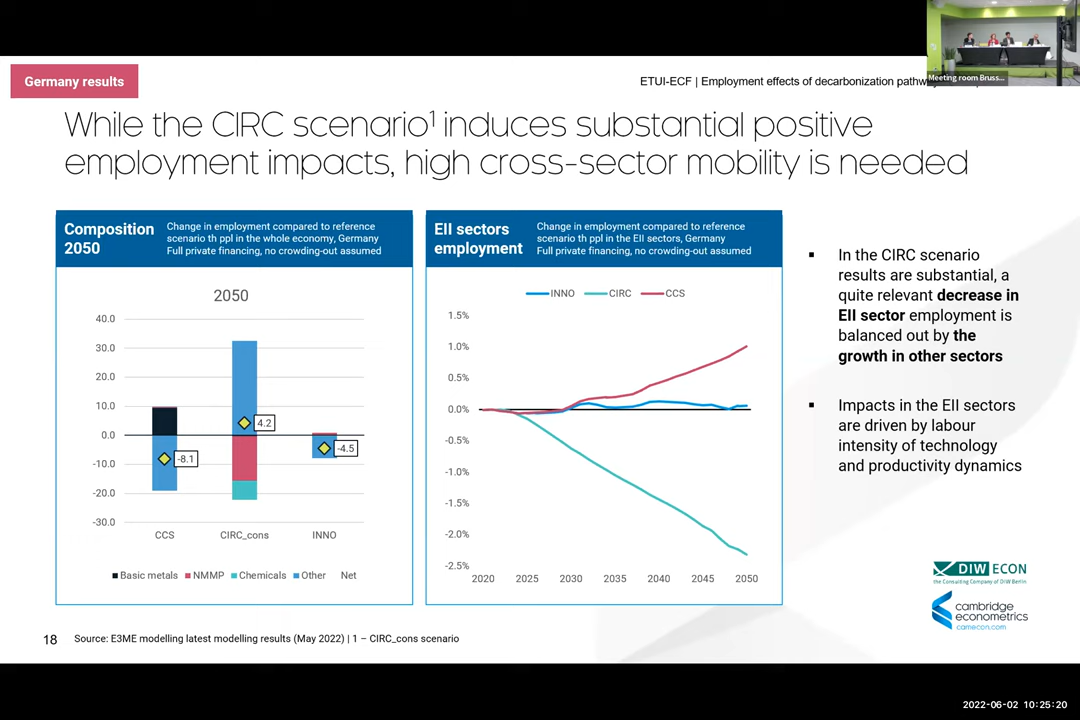 Germany results
ETUI-ECF | Employment effects of decarbonization
Meeting room Bruss...
While the CIRC scenario¹ induces substantial positive
employment impacts, high cross-sector mobility is needed
Composition
2050
Change in employment compared to reference
scenario th ppl in the whole economy, Germany
Full private financing, no crowding-out assumed
2050
40.0
30.0
20.0
10.0
0.0
-10.0
-20.0
-30.0
-8.1
4.2
-4.5
CCS
CIRC_cons
INNO
Basic metals
NMMP
Chemicals
Other
Net
EII sectors
employment
Change in employment compared to reference
scenario th ppl in the EII sectors, Germany
Full private financing, no crowding-out assumed
INNO
CIRC
CCS
1.5%
1.0%
0.5%
0.0%
-0.5%
-1.0%
-1.5%
-2.0%
-2.5%
2020
2025
2030
2035
2040
2045
2050
▪ In the CIRC scenario
results are substantial, a
quite relevant decrease in
EII sector employment is
balanced out by the
growth in other sectors
▪ Impacts in the EII sectors
are driven by labour
intensity of technology
and productivity dynamics
DIW ECON
the Consulting Company of DIW Berlin
cambridge
econometrics
camecon.com
18
Source: E3ME modelling latest modelling results (May 2022) | 1 – CIRC_cons scenario
2022-06-02 10:25:20